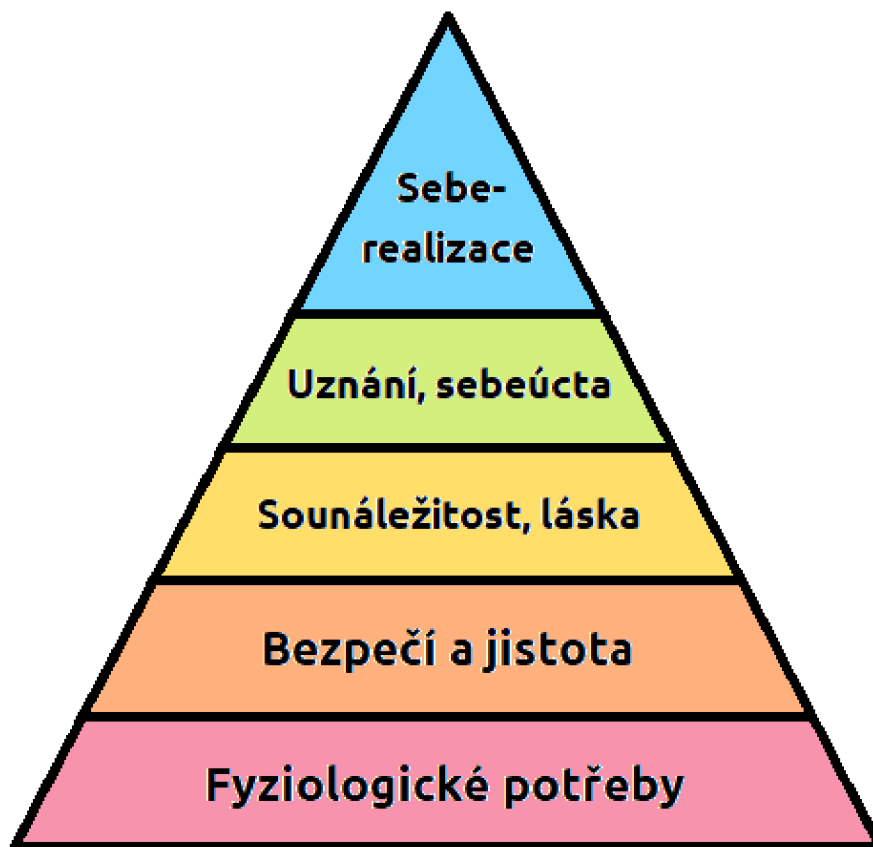 Sebe-
realizace
Uznání, sebeúcta
Sounáležitost, láska
Bezpečí a jistota
Fyziologické potřeby